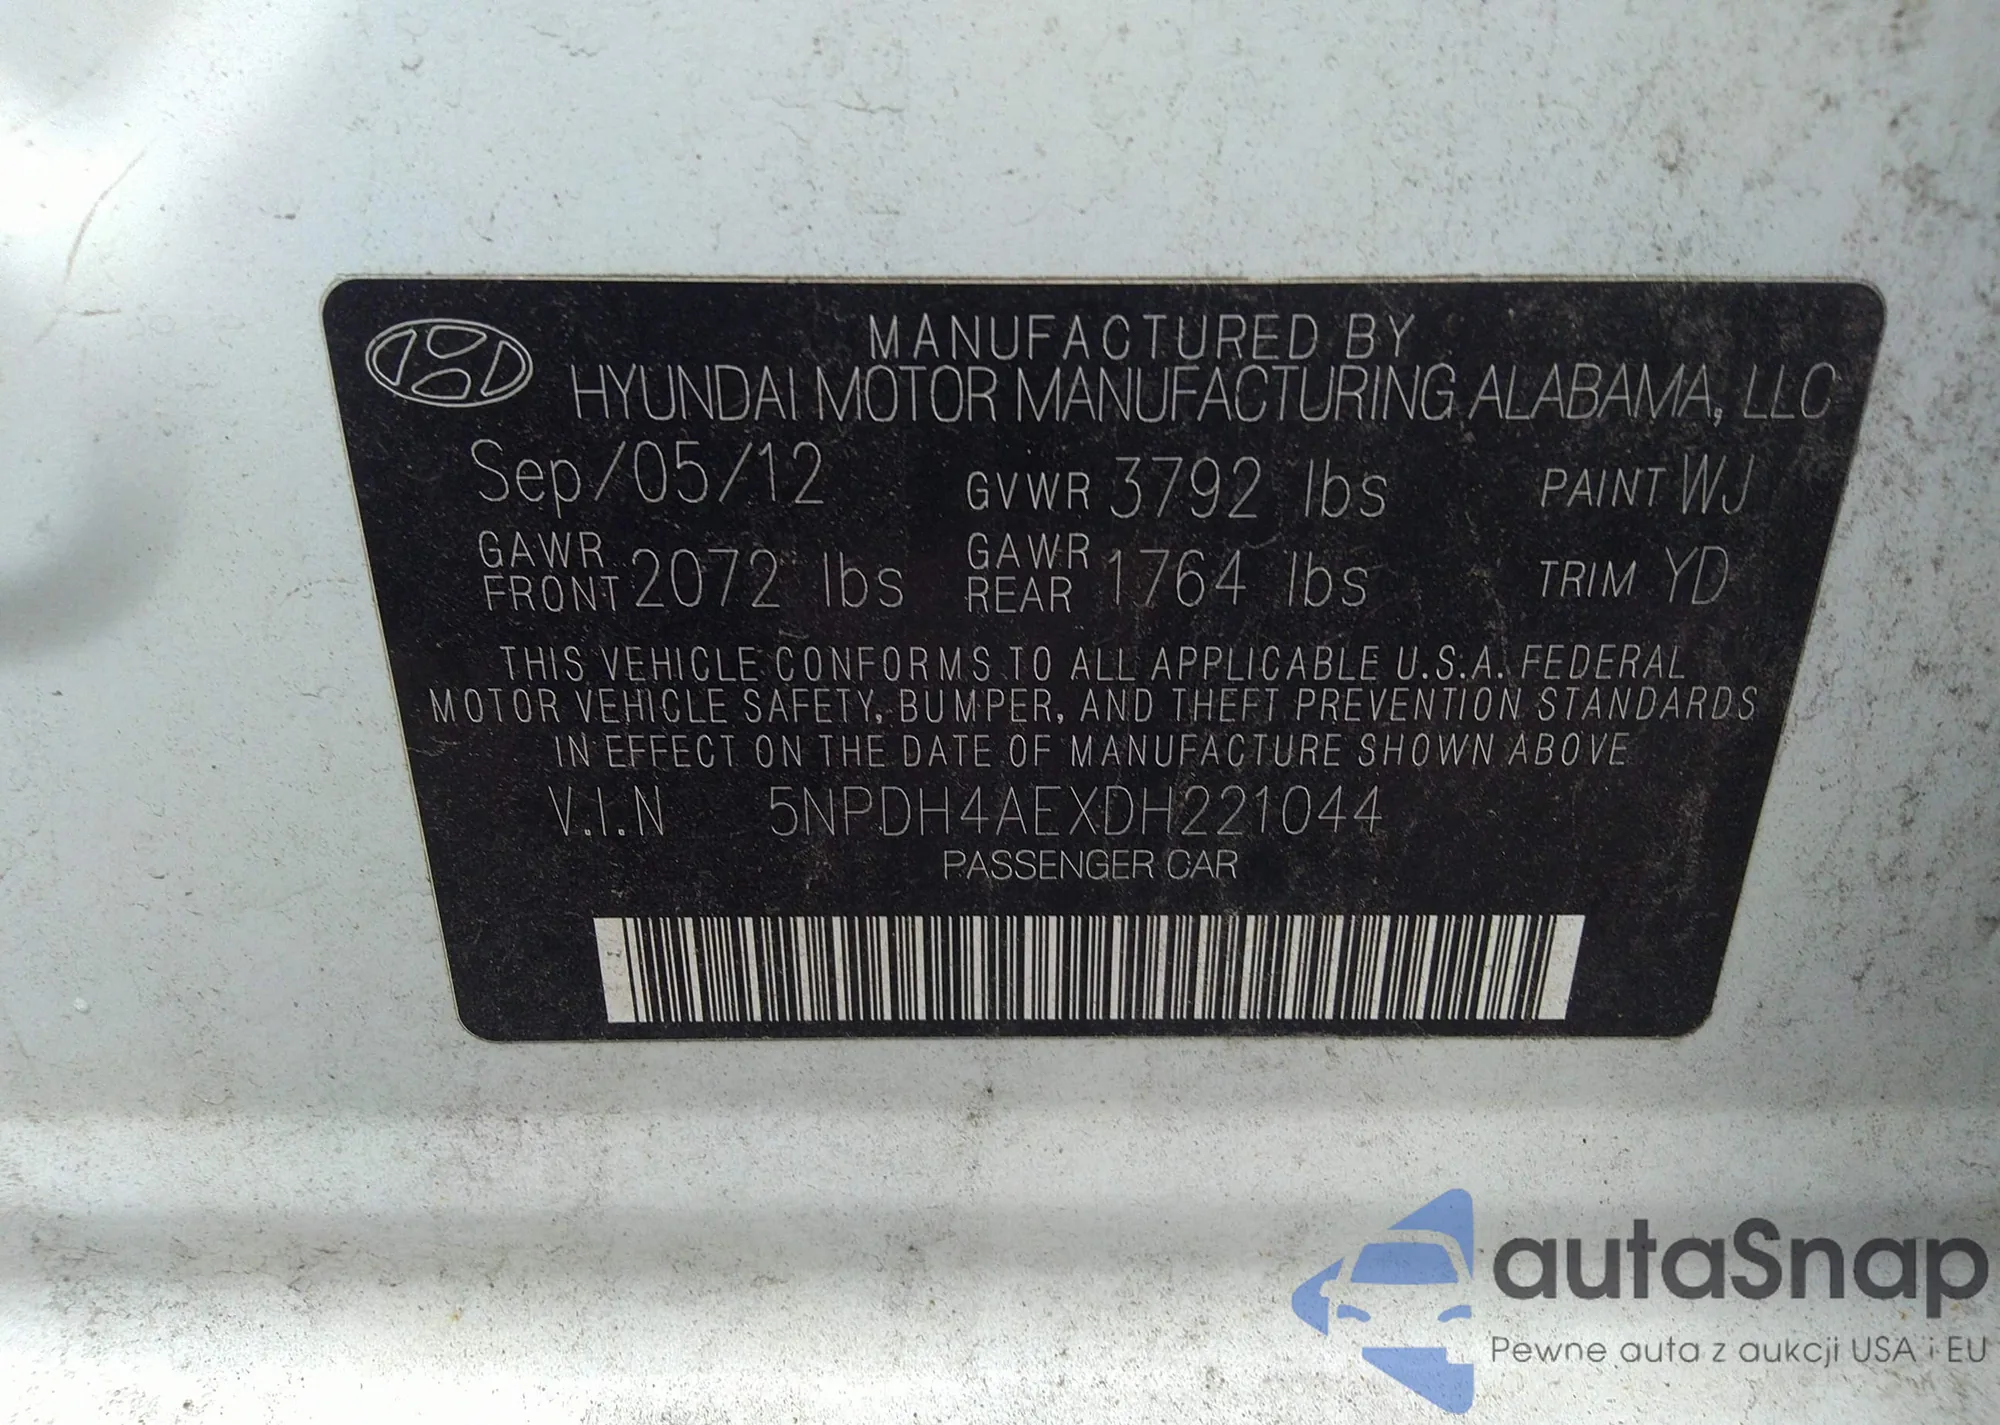 MANUFACTURED BY
HYUNDAI MOTOR MANUFACTURING ALABAMA, LLC
Sep/05/12 GVWR 3792 lbs PAINT WJ
GAWR FRONT 2072 lbs GAWR REAR 1764 lbs TRIM YD
THIS VEHICLE CONFORMS TO ALL APPLICABLE U.S.A. FEDERAL
MOTOR VEHICLE SAFETY, BUMPER, AND THEFT PREVENTION STANDARDS
IN EFFECT ON THE DATE OF MANUFACTURE SHOWN ABOVE
V.I.N 5NPDH4AEXDH221044
PASSENGER CAR
autaSnap
Pewne auta z aukcji USA i EU